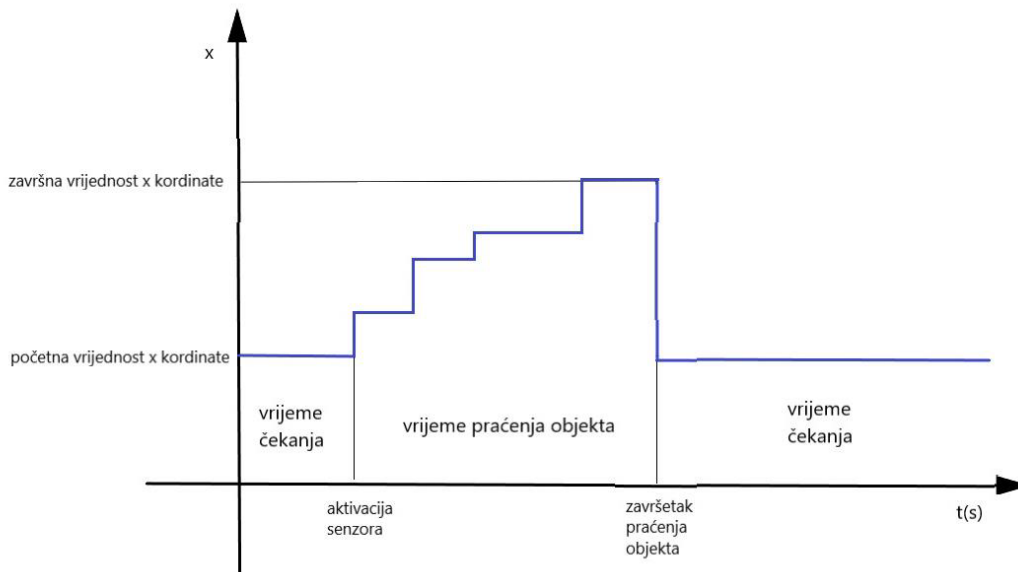 x
završna vrijednost x kordinate
početna vrijednost x kordinate
vrijeme
čekanja
vrijeme praćenja objekta
vrijeme
čekanja
aktivacija
senzora
završetak
praćenja
objekta
t(s)